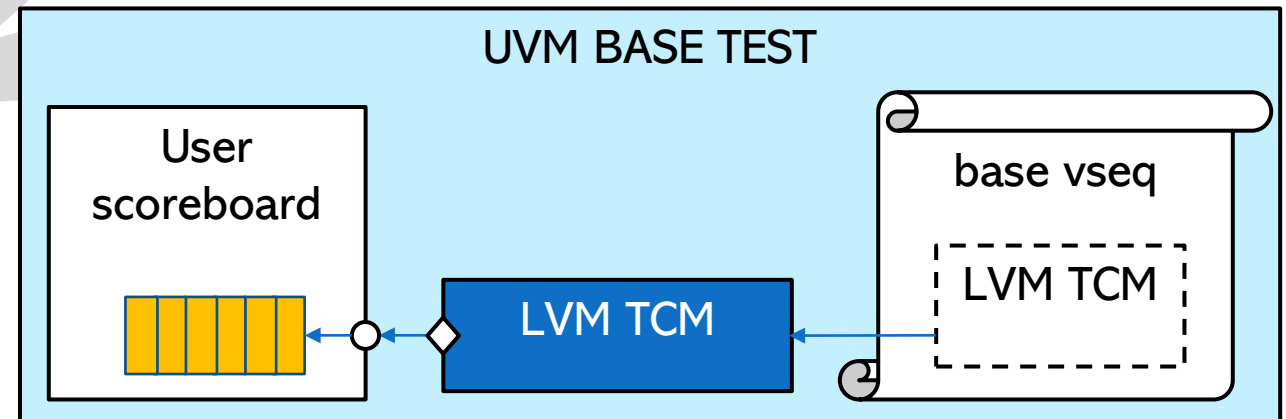 UVM BASE TEST
User
scoreboard
LVM TCM
base vseq
LVM TCM